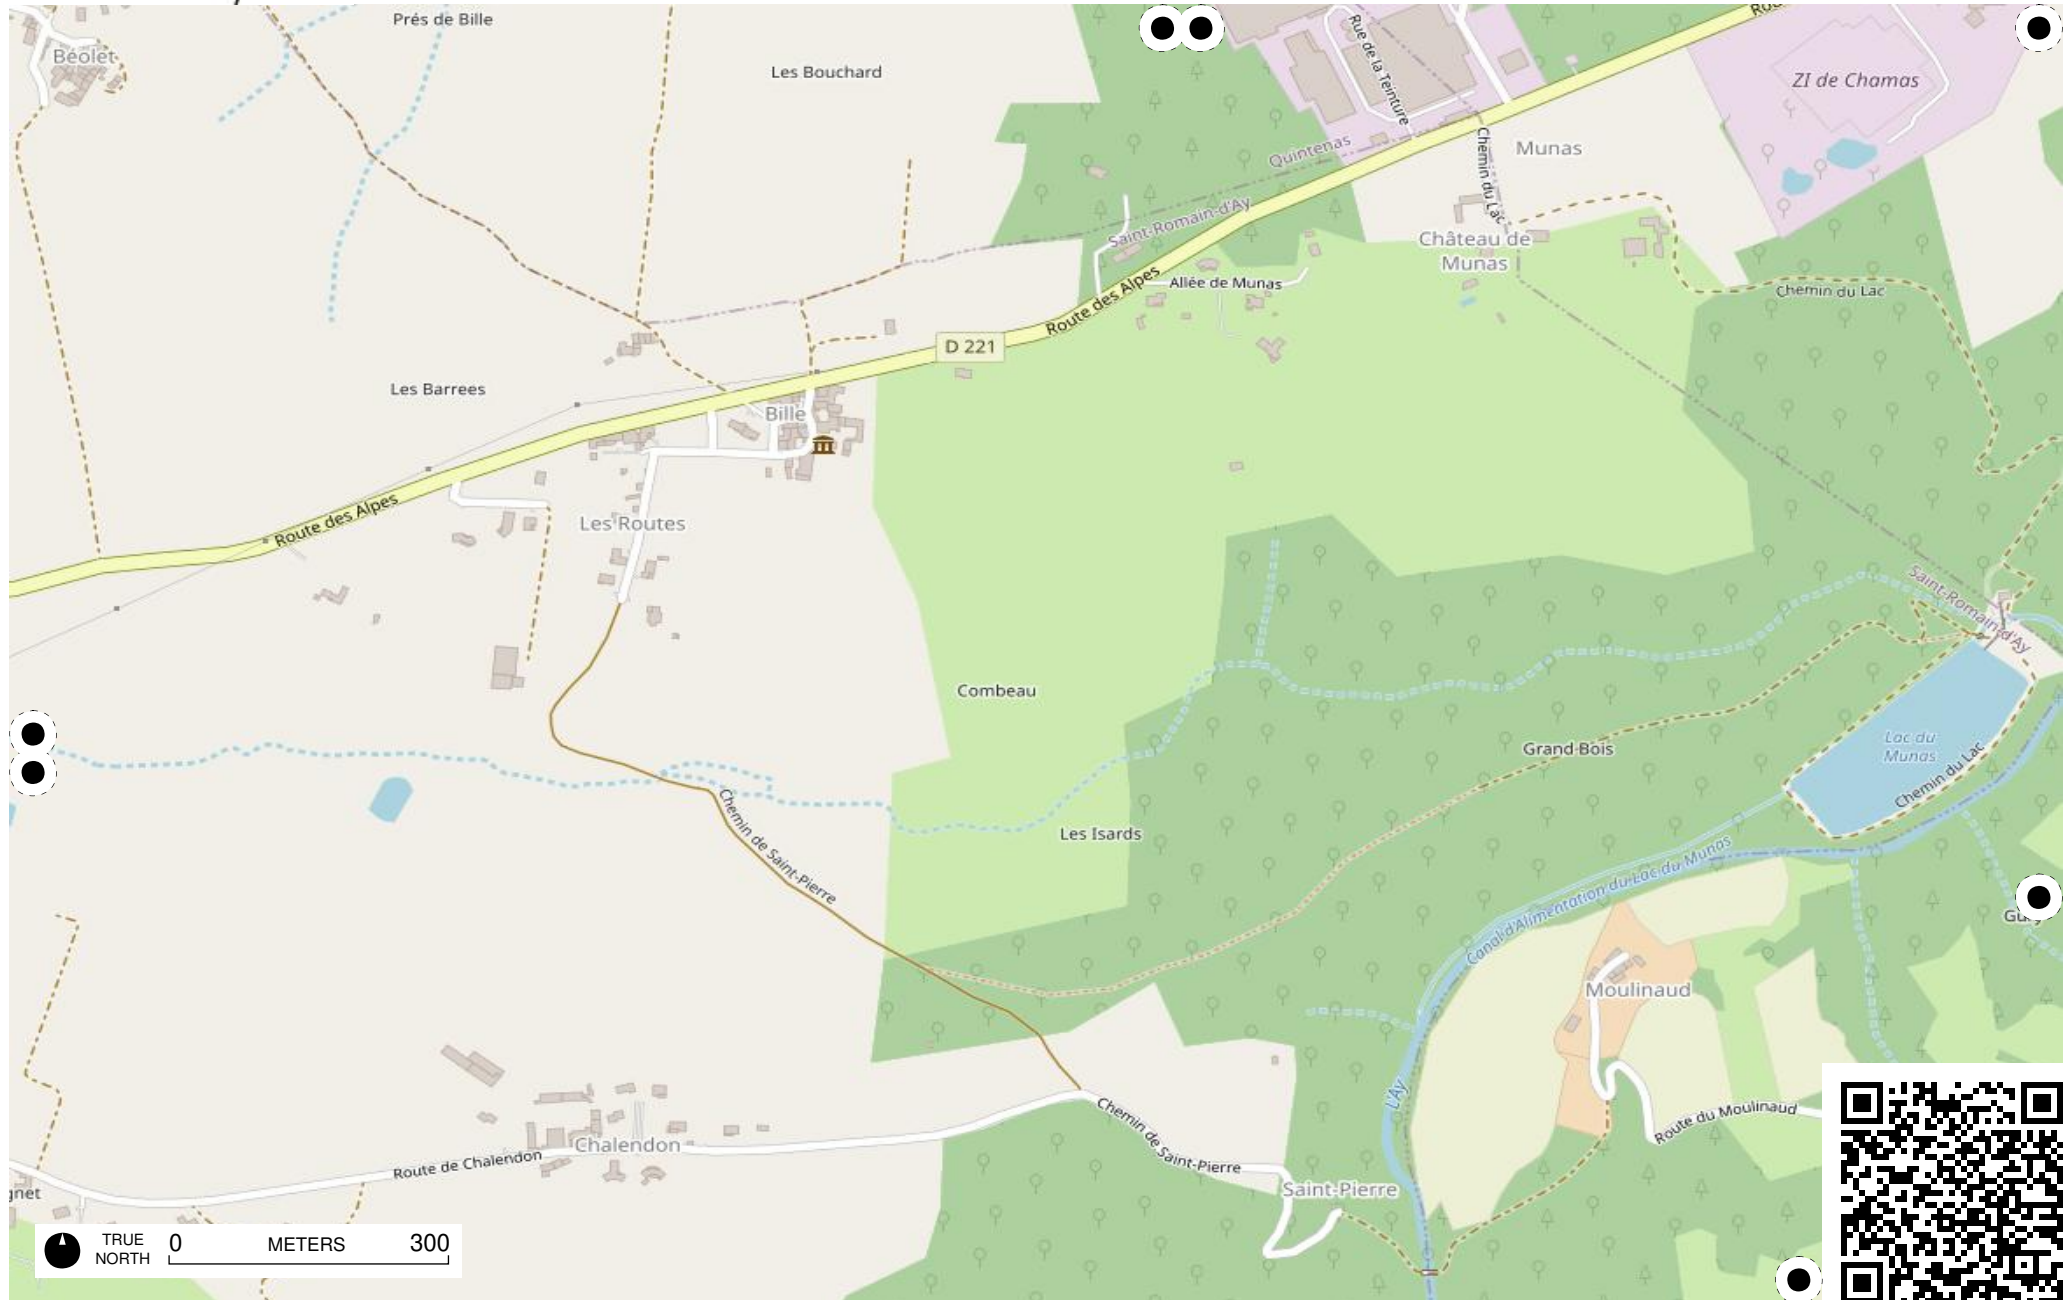 Prés de Bille
Béolet
Les Bouchard
Rue de la Teinture
ZI de Chamas
Quintenas
Chemin du Lac
Munas
Saint-Romain-d'Ay
Château de
Munas
Allée de Munas
Chemin du Lac
Route des Alpes
D 221
Les Barrees
Bille
Route des Alpes
Les Routes
Saint-Romain-d'Ay
Combeau
Lac du
Munas
Grand Bois
Chemin du Lac
Chemin de Saint-Pierre
Les Isards
Canal d'Alimentation du Lac du Munas
Moulinaud
L'Ay
Route du Moulinaud
Chemin de Saint-Pierre
Chalendon
Route de Chalendon
Saint-Pierre
TRUE
NORTH
0 METERS 300